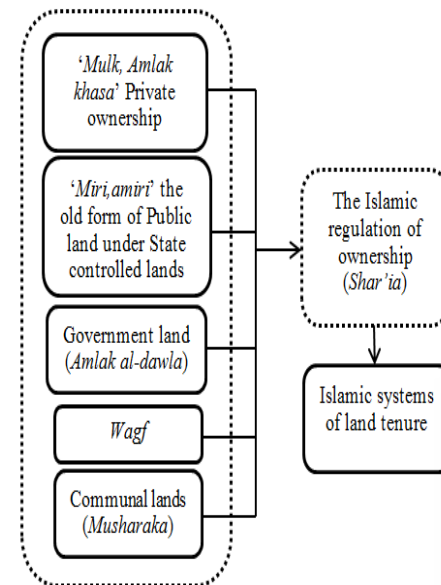 ‘Mulk, Amlak
khasa’ Private
ownership
‘Miri,amiri’ the
old form of Public
land under State
controlled lands
Government land
(Amlak al-dawla)
Wagf
Communal lands
(Musharaka)
The Islamic
regulation of
ownership
(Shar’ia)
Islamic systems
of land tenure